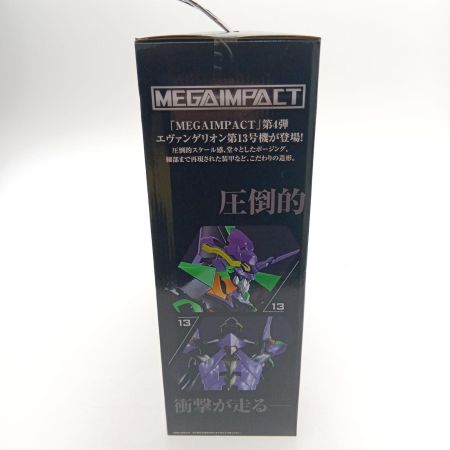 MEGAIMPACT
「MEGAIMPACT」第4弾
エヴァンゲリオン第13号機が登場!
圧倒的スケール感、堂々としたポージング、
細部まで再現された装甲など、こだわりの造形。
圧倒的
13
13
衝撃が走る―